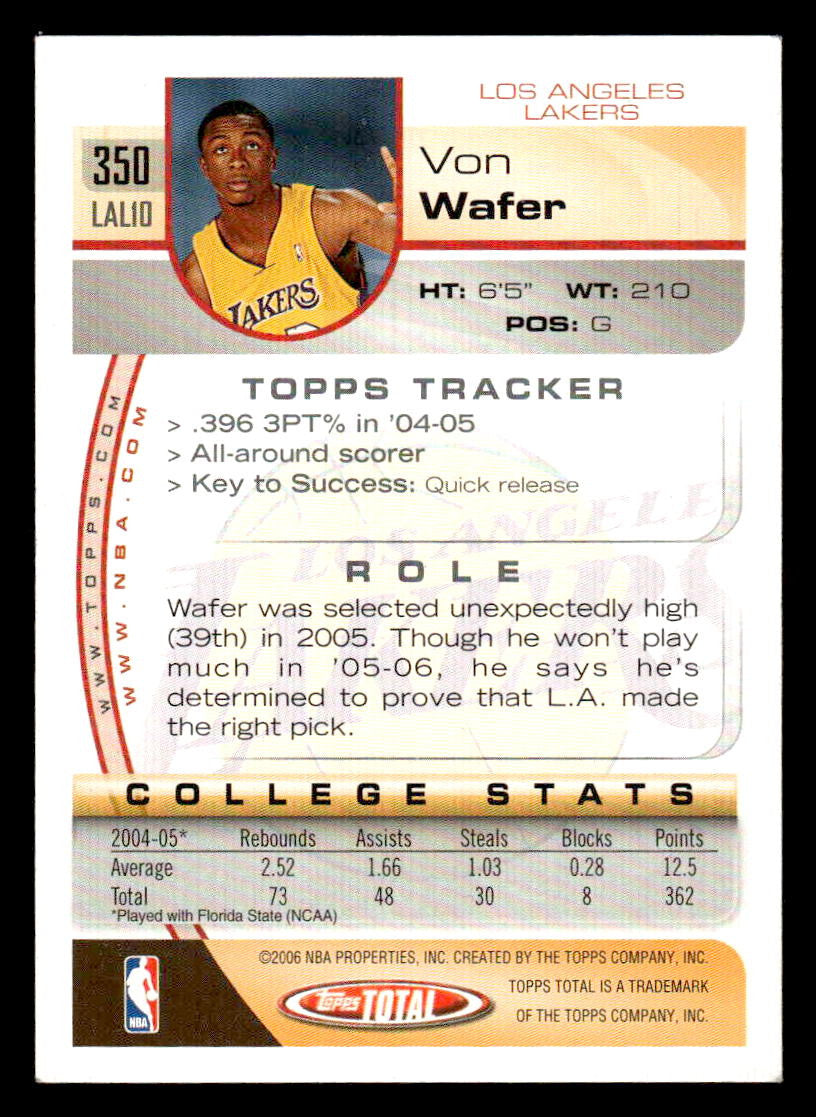 LOS ANGELES
LAKERS
350
LAL10
Von
Wafer
LAKERS
HT: 6'5" WT: 210
POS: G
TOPPS TRACKER
> .396 3PT% in '04-05
> All-around scorer
> Key to Success: Quick release
WWW.TOPPS.COM
WWW.NBA.COM
LOS ANGELES
LAKERS
ROLE
Wafer was selected unexpectedly high
(39th) in 2005. Though he won't play
much in '05-06, he says he's
determined to prove that L.A. made
the right pick.
COLLEGE STATS
2004-05* Rebounds Assists Steals Blocks Points
Average 2.52 1.66 1.03 0.28 12.5
Total 73 48 30 8 362
*Played with Florida State (NCAA)
©2006 NBA PROPERTIES, INC. CREATED BY THE TOPPS COMPANY, INC.
TOPPS TOTAL IS A TRADEMARK
OF THE TOPPS COMPANY, INC.
NBA
Topps TOTAL